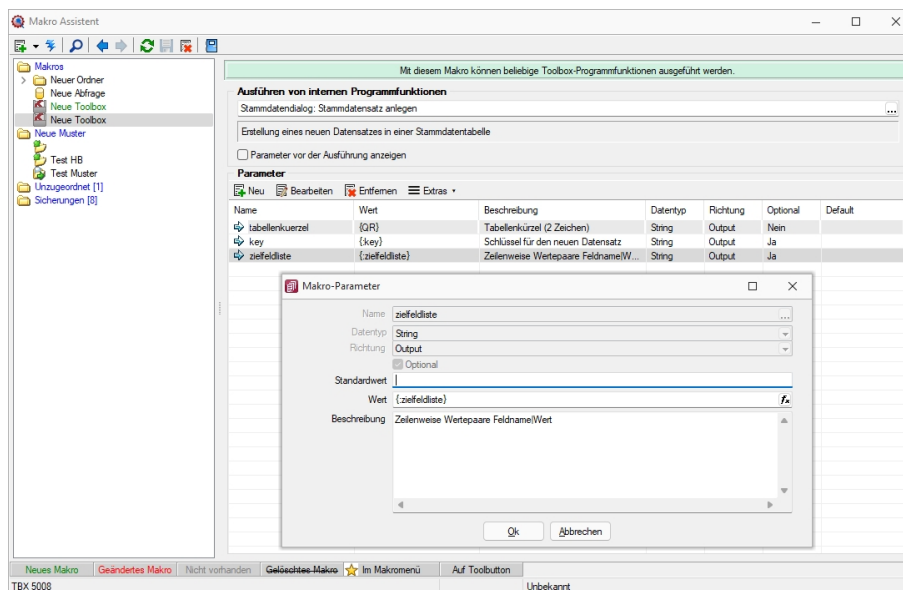 Makro Assistent
Makros
Neuer Ordner
Neue Abfrage
Neue Toolbox
Neue Toolbox
Neue Muster
Test HB
Test Muster
Unzugeordnet [1]
Sicherungen [8]
Mit diesem Makro können beliebige Toolbox-Programmfunktionen ausgeführt werden.
Ausführen von internen Programmfunktionen
Stammdatendialog: Stammdatensatz anlegen
...
Erstellung eines neuen Datensatzes in einer Stammdatentabelle
Parameter vor der Ausführung anzeigen
Parameter
Neu Bearbeiten Entfernen Extras
Name Wert Beschreibung Datentyp Richtung Optional Default
tabellenkuerzel {QR} Tabellenkürzel (2 Zeichen) String Output Nein
key {:key} Schlüssel für den neuen Datensatz String Output Ja
zielfeldliste {:zielfeldliste} Zeilenweise Wertepaare Feldname|W... String Output Ja
Makro-Parameter
Name zielfeldliste ...
Datentyp String
Richtung Output
Optional
Standardwert
Wert {:zielfeldliste} fx
Beschreibung Zeilenweise Wertepaare Feldname|Wert
Ok Abbrechen
Neues Makro Geändertes Makro Nicht vorhanden Gelöschtes Makro Im Makromenü Auf Toolbutton
TBX 5008 Unbekannt